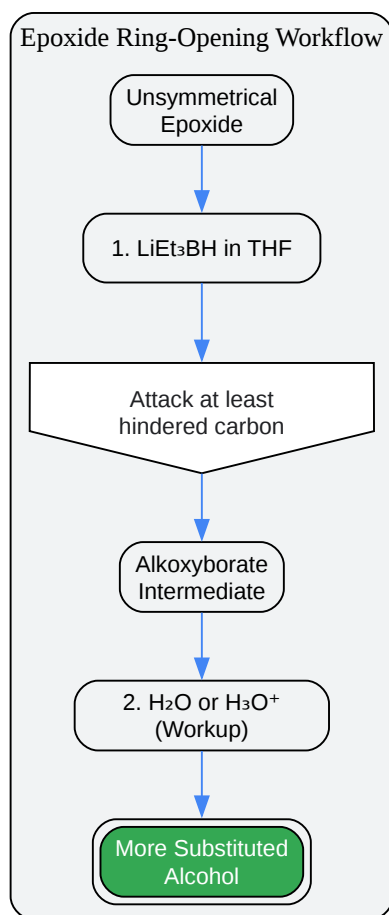 Epoxide Ring-Opening Workflow
Unsymmetrical
Epoxide
1. LiEt₃BH in THF
Attack at least
hindered carbon
Alkoxyborate
Intermediate
2. H₂O or H₃O⁺
(Workup)
More Substituted
Alcohol